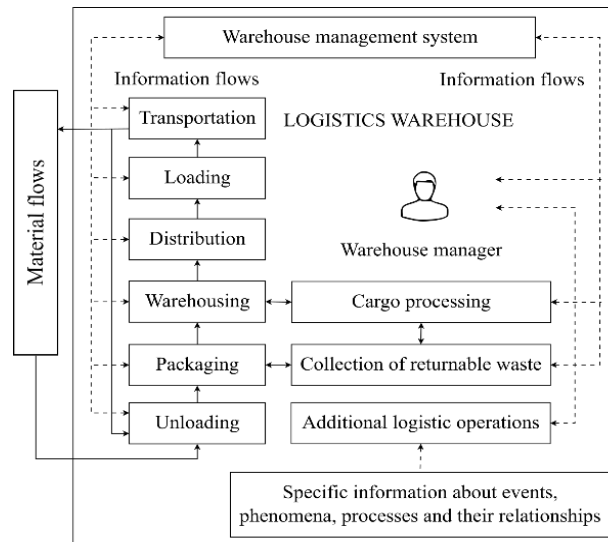 Warehouse management system
Information flows
Information flows
Transportation
LOGISTICS WAREHOUSE
Material flows
Loading
Distribution
Warehouse manager
Warehousing
Cargo processing
Packaging
Collection of returnable waste
Unloading
Additional logistic operations
Specific information about events,
phenomena, processes and their relationships